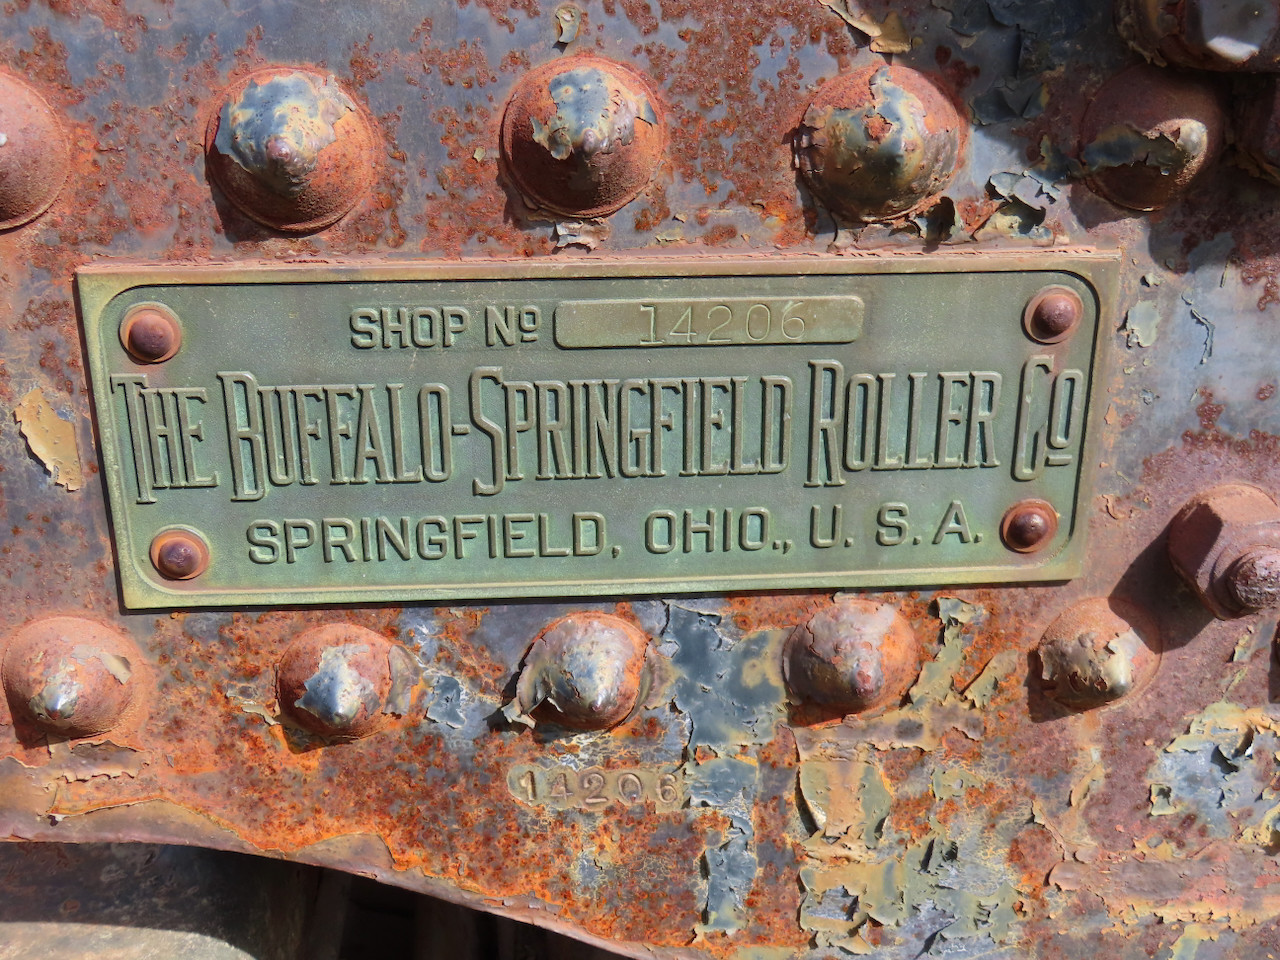 SHOP Nº 14206
THE BUFFALO-SPRINGFIELD ROLLER Cº
SPRINGFIELD, OHIO., U. S. A.
14206